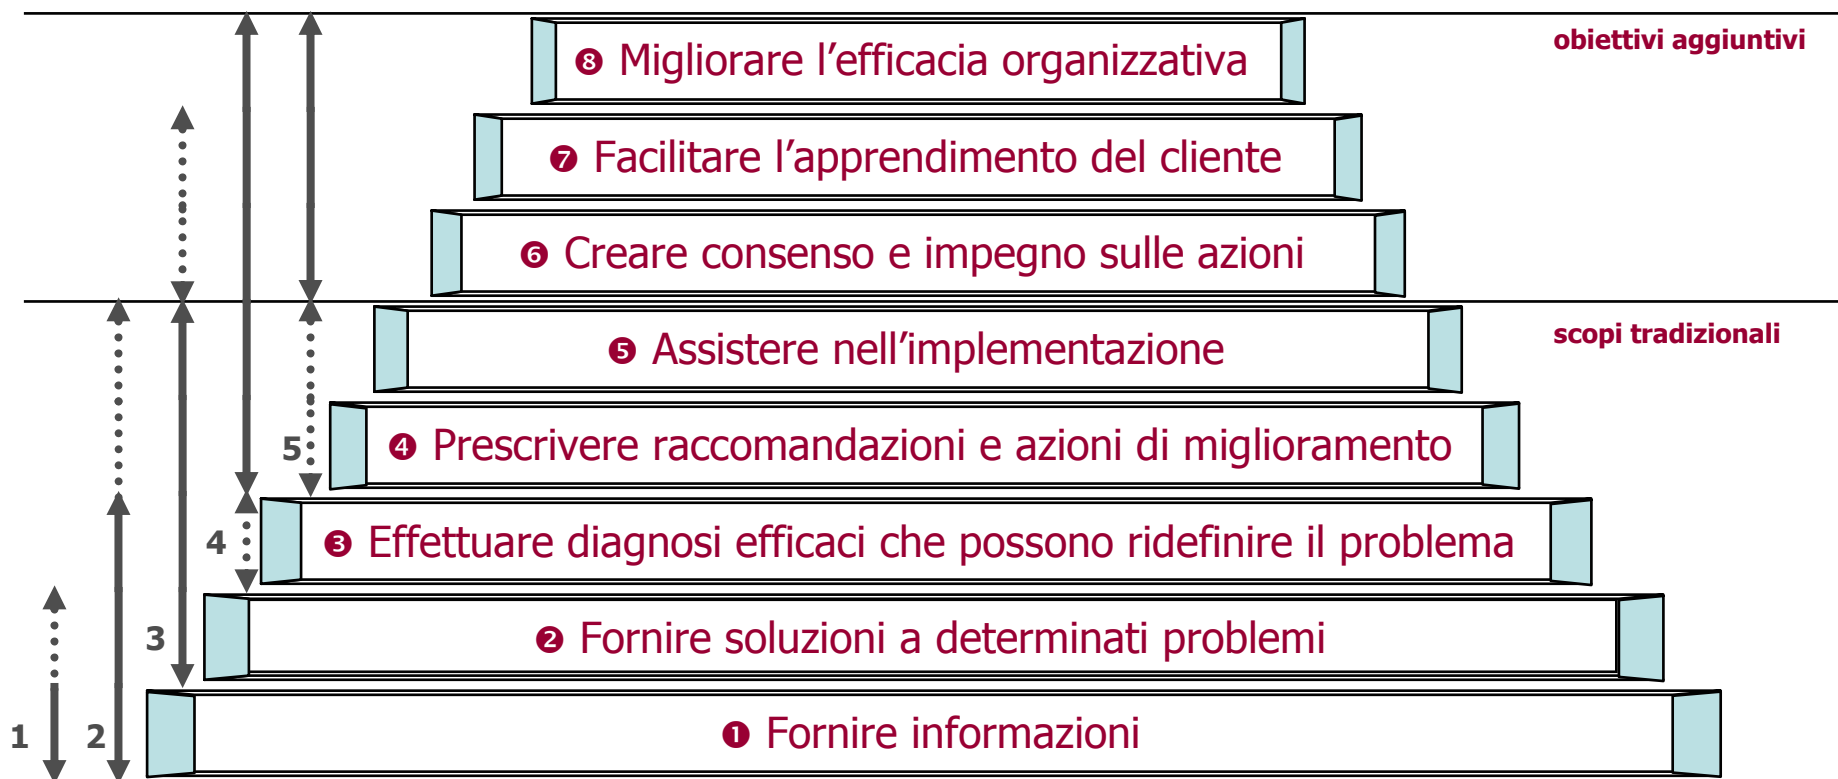 obiettivi aggiuntivi
❽ Migliorare l’efficacia organizzativa
❼ Facilitare l’apprendimento del cliente
❻ Creare consenso e impegno sulle azioni
scopi tradizionali
❺ Assistere nell’implementazione
5
❹ Prescrivere raccomandazioni e azioni di miglioramento
4
❸ Effettuare diagnosi efficaci che possono ridefinire il problema
3
❷ Fornire soluzioni a determinati problemi
1
2
❶ Fornire informazioni